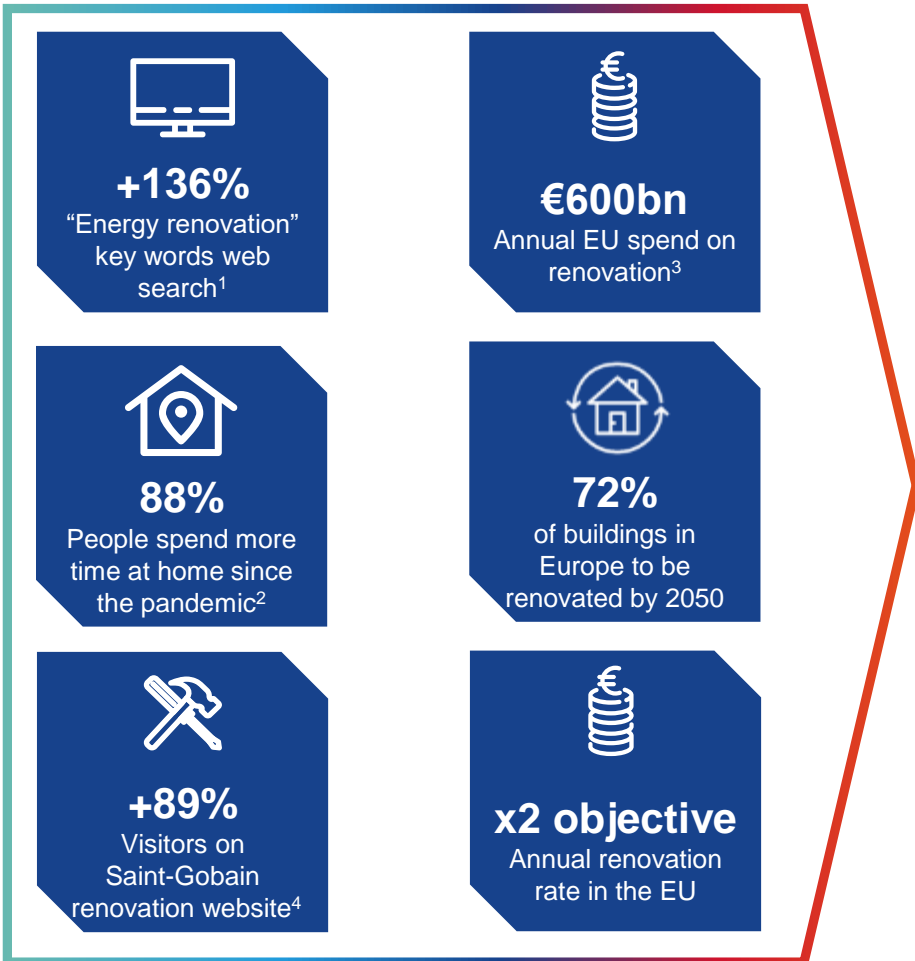 +136%
“Energy renovation”
key words web
search¹
€600bn
Annual EU spend on
renovation³
88%
People spend more
time at home since
the pandemic²
72%
of buildings in
Europe to be
renovated by 2050
+89%
Visitors on
Saint-Gobain
renovation website⁴
x2 objective
Annual renovation
rate in the EU